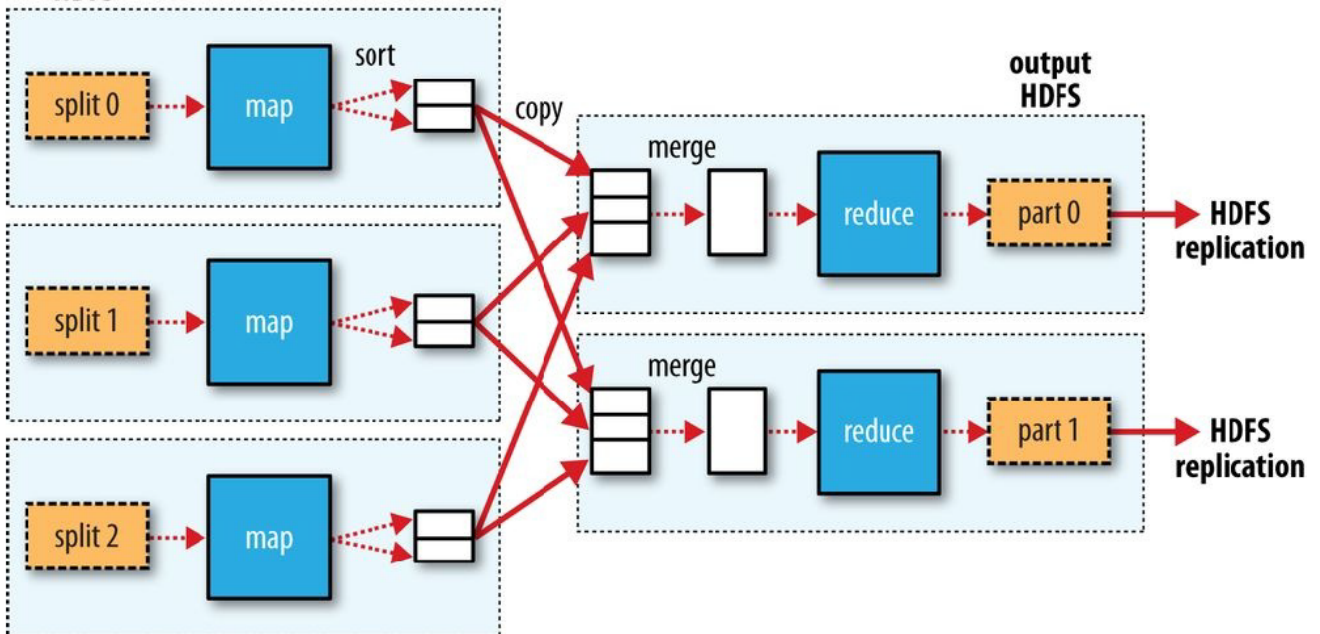 sort
split 0
map
copy
output
HDFS
merge
reduce
part 0
HDFS
replication
split 1
map
merge
reduce
part 1
HDFS
replication
split 2
map